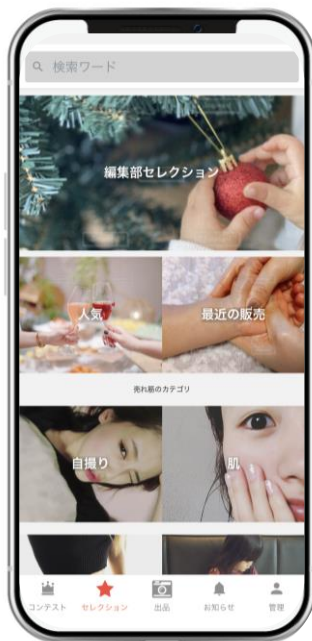 検索ワード
編集部セレクション
人気
最近の販売
売れ筋のカテゴリ
自撮り
肌
コンテスト
セレクション
出品
お知らせ
管理